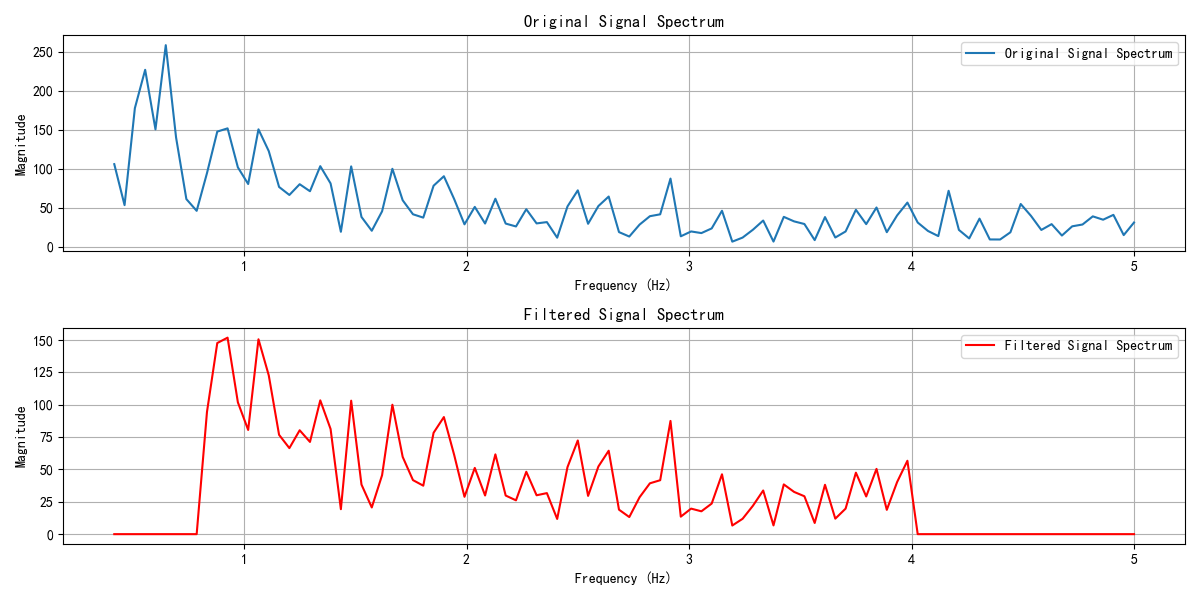 Original Signal Spectrum
250
200
150
100
50
0
Magnitude
Original Signal Spectrum
1
2
3
4
5
Frequency (Hz)
Filtered Signal Spectrum
150
125
100
75
50
25
0
Magnitude
Filtered Signal Spectrum
1
2
3
4
5
Frequency (Hz)